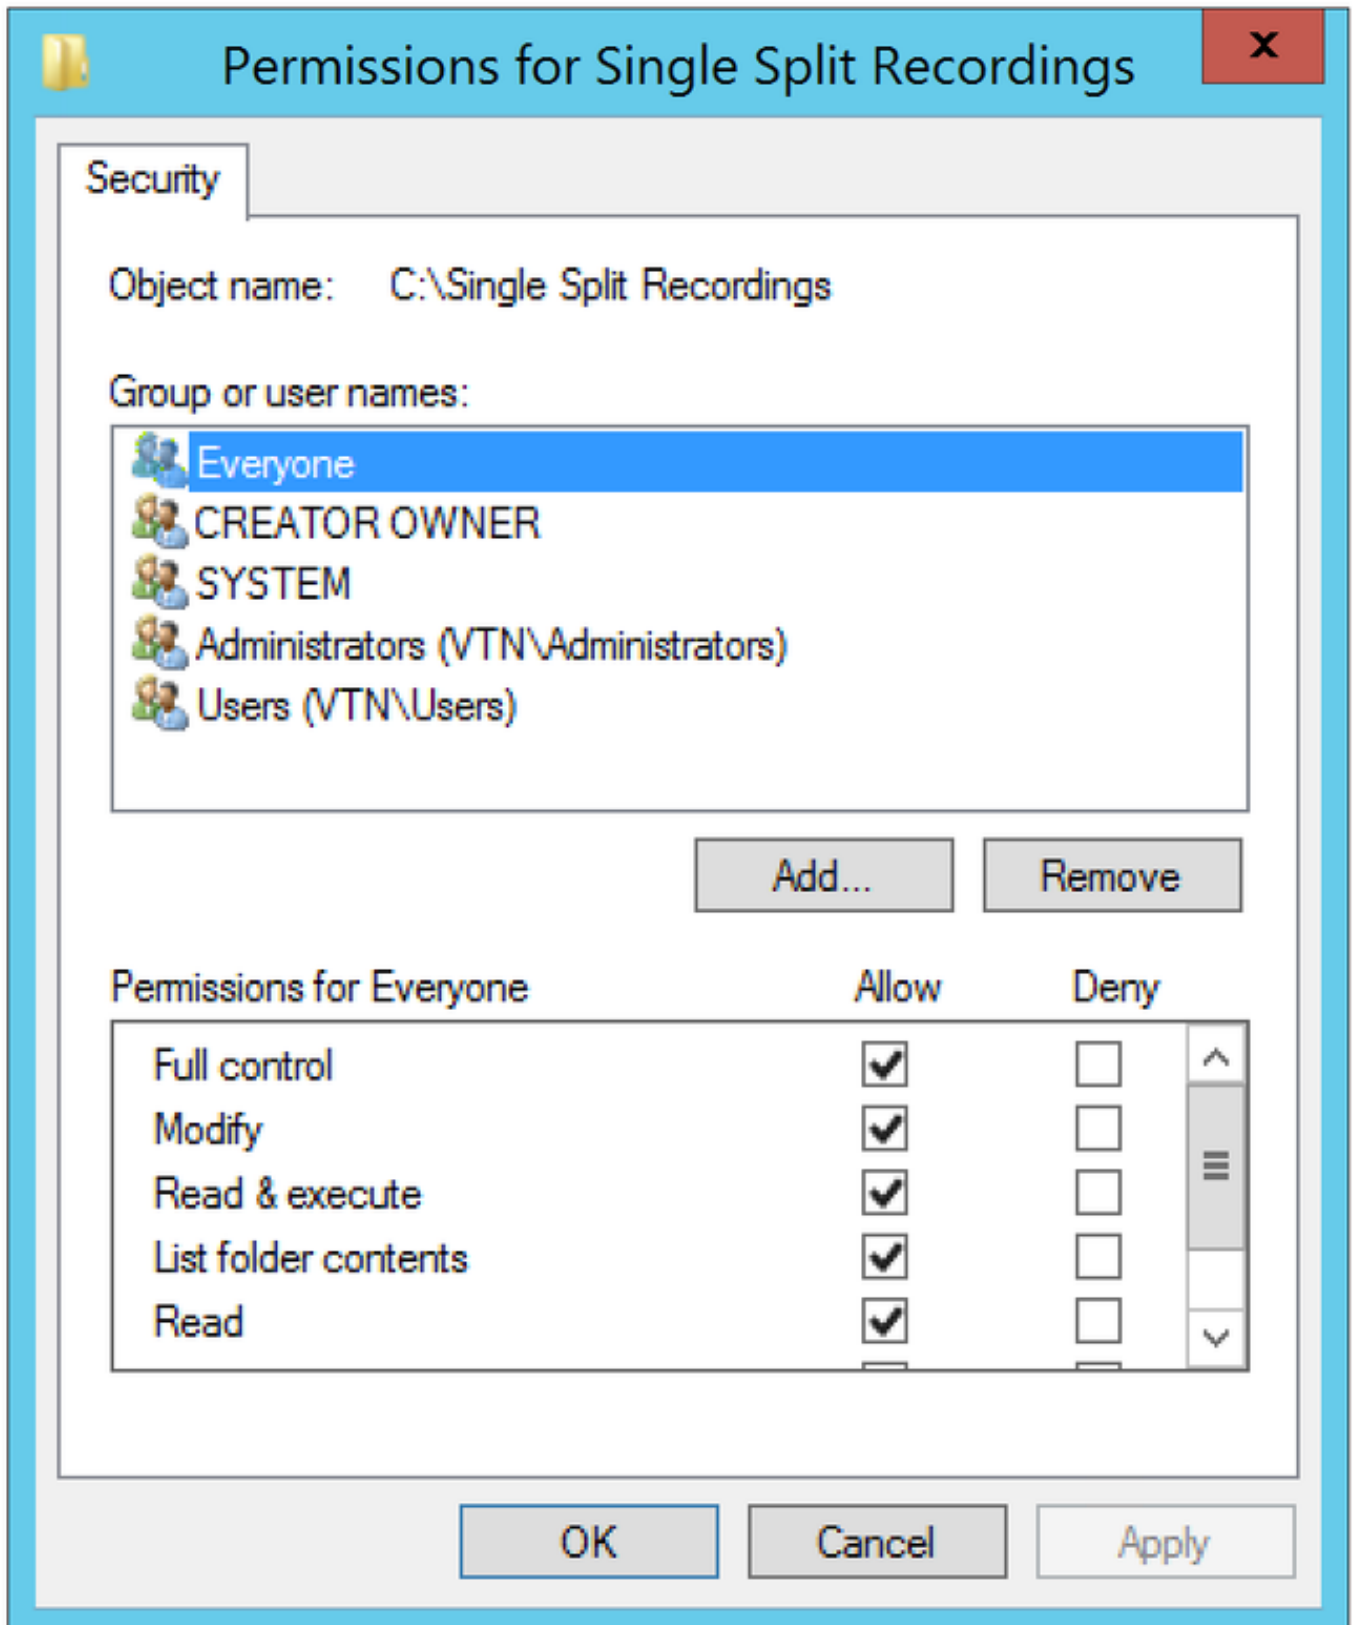 Permissions for Single Split Recordings
x
Security
Object name: C:\Single Split Recordings
Group or user names:
Everyone
CREATOR OWNER
SYSTEM
Administrators (VTN\Administrators)
Users (VTN\Users)
Add... Remove
Permissions for Everyone Allow Deny
Full control
Modify
Read & execute
List folder contents
Read
OK Cancel Apply